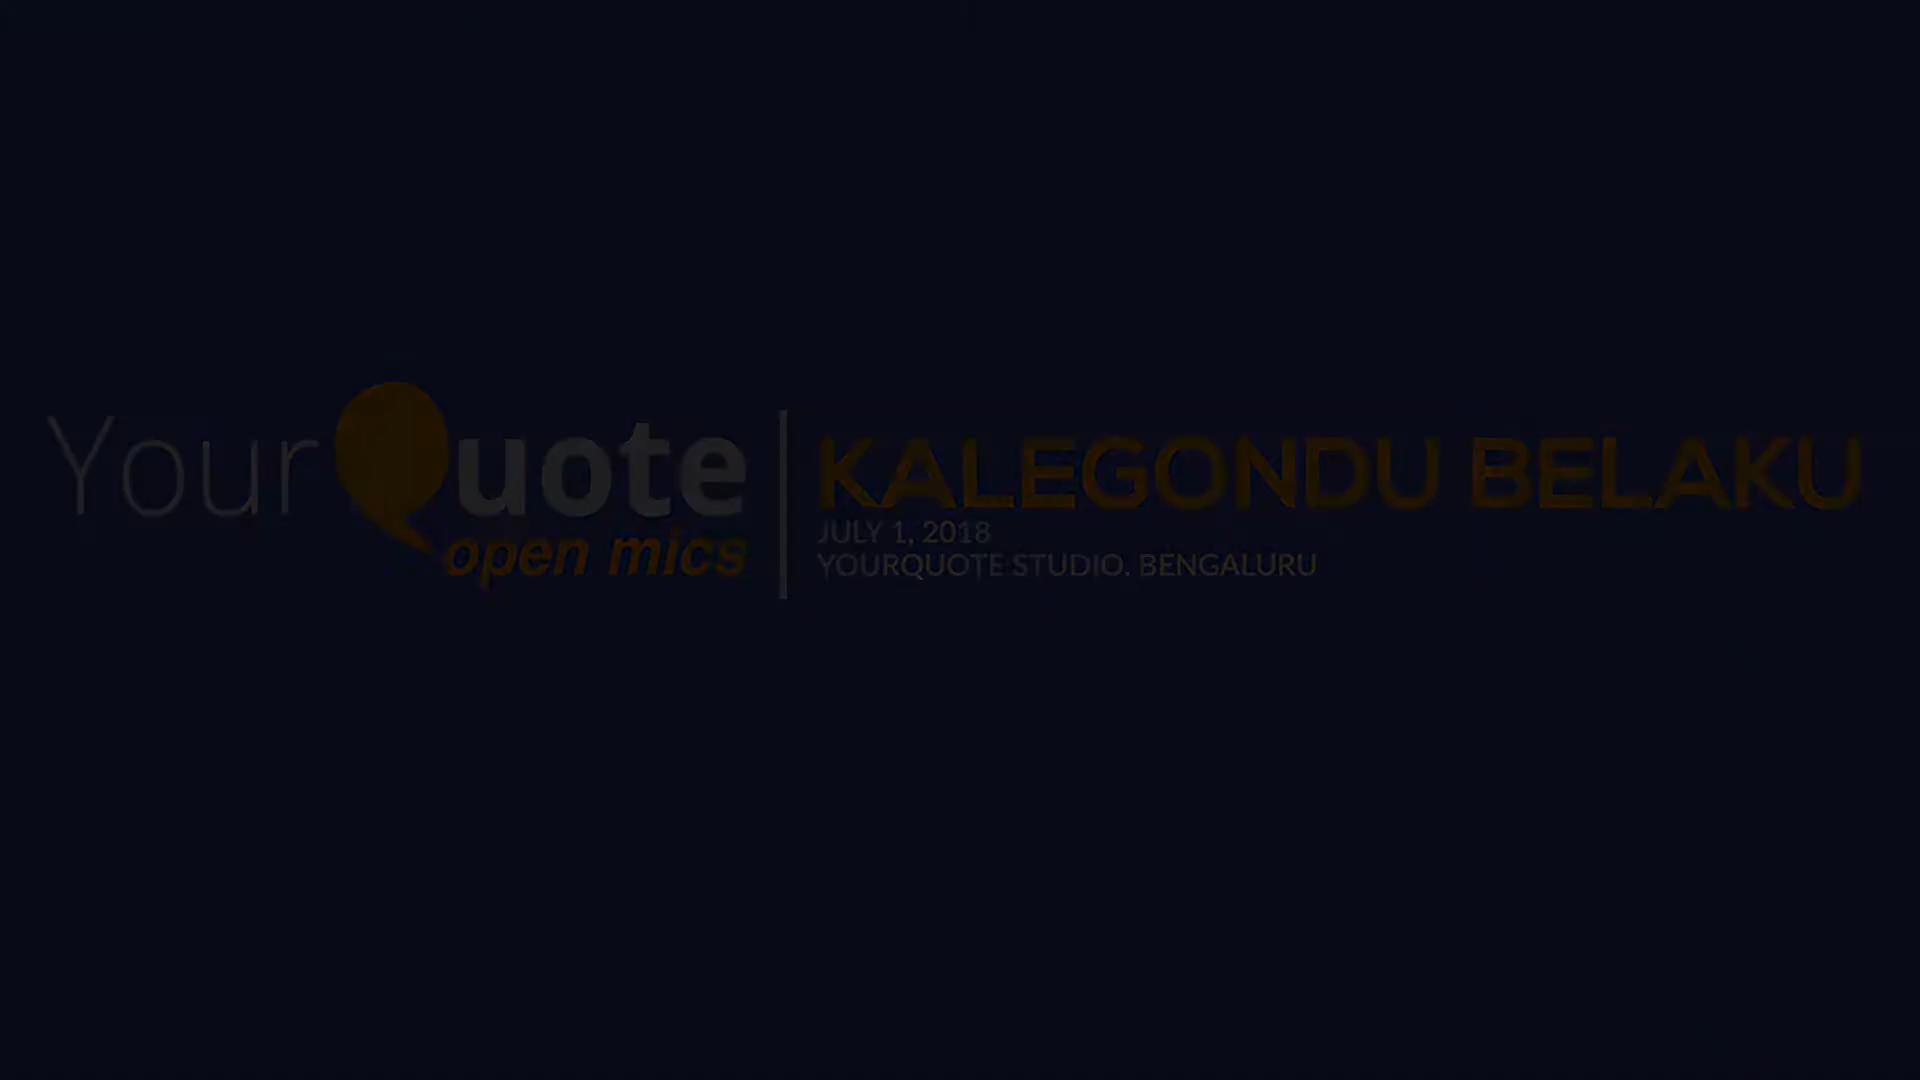 YourQuote
open mics
KALEGONDU BELAKU
JULY 1, 2018
YOURQUOTE STUDIO. BENGALURU